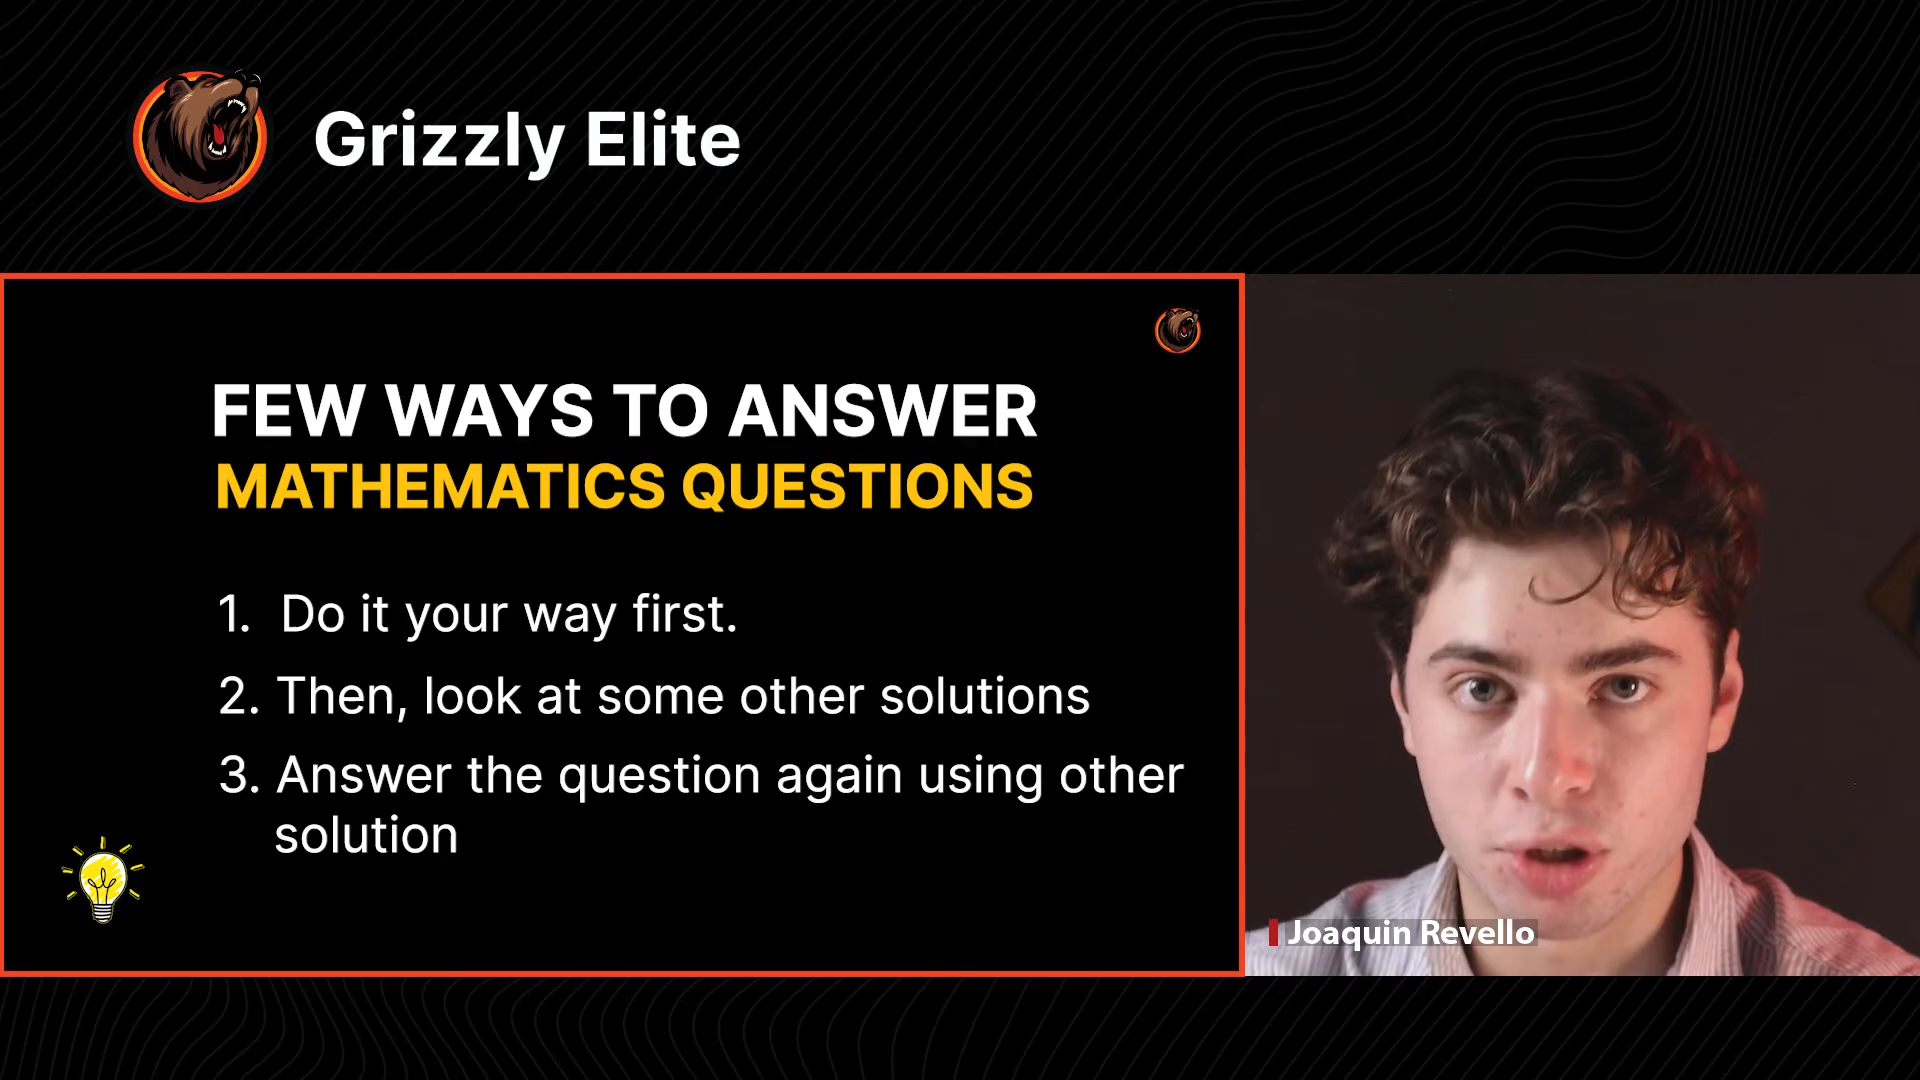 Grizzly Elite
FEW WAYS TO ANSWER
MATHEMATICS QUESTIONS
1. Do it your way first.
2. Then, look at some other solutions
3. Answer the question again using other
solution
Joaquin Revello